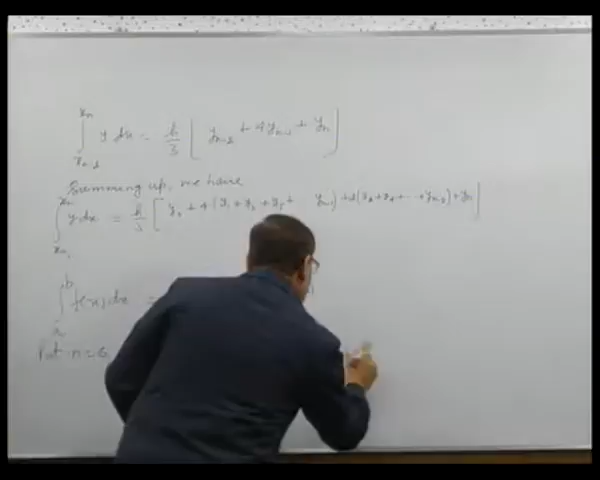 ∫_{x_{n-2}}^{x_n} y dx = h/3 [ y_{n-2} + 4y_{n-1} + y_n ]
Summing up, we have
∫_{x_0}^{x_n} y dx = h/3 [ y_0 + 4(y_1 + y_3 + y_5 + y_{n-1}) + 2(y_2 + y_4 + ... + y_{n-2}) + y_n ]
∫_a^b f(x) dx =
Put n = 6